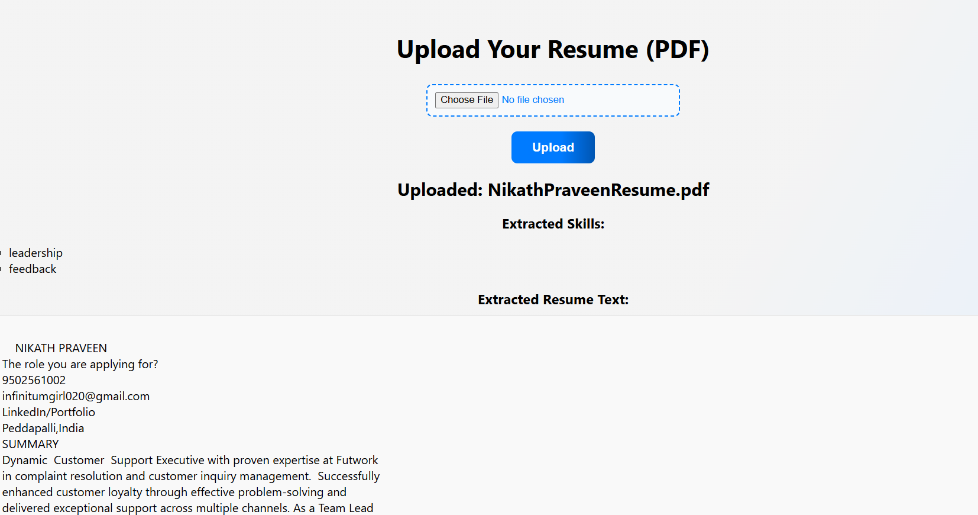 Upload Your Resume (PDF)
Choose File No file chosen
Upload
Uploaded: NikathPraveenResume.pdf
Extracted Skills:
leadership
feedback
Extracted Resume Text:
NIKATH PRAVEEN
The role you are applying for?
9502561002
infinitumgirl020@gmail.com
LinkedIn/Portfolio
Peddapalli,India
SUMMARY
Dynamic  Customer  Support Executive with proven expertise at Futwork
in complaint resolution and customer inquiry management.  Successfully
enhanced customer loyalty through effective problem-solving and
delivered exceptional support across multiple channels. As a Team Lead